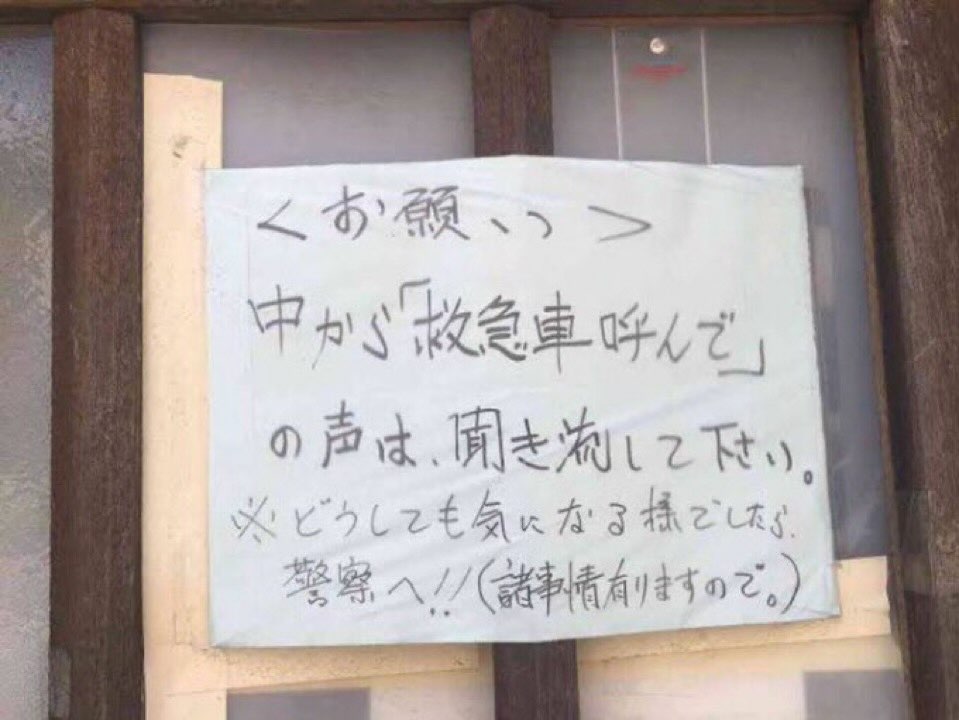 ＜お願いっ＞
中から「救急車呼んで」
の声は、聞き流して下さい。
※どうしても気になる様でしたら、
警察へ!!(諸事情有りますので。)